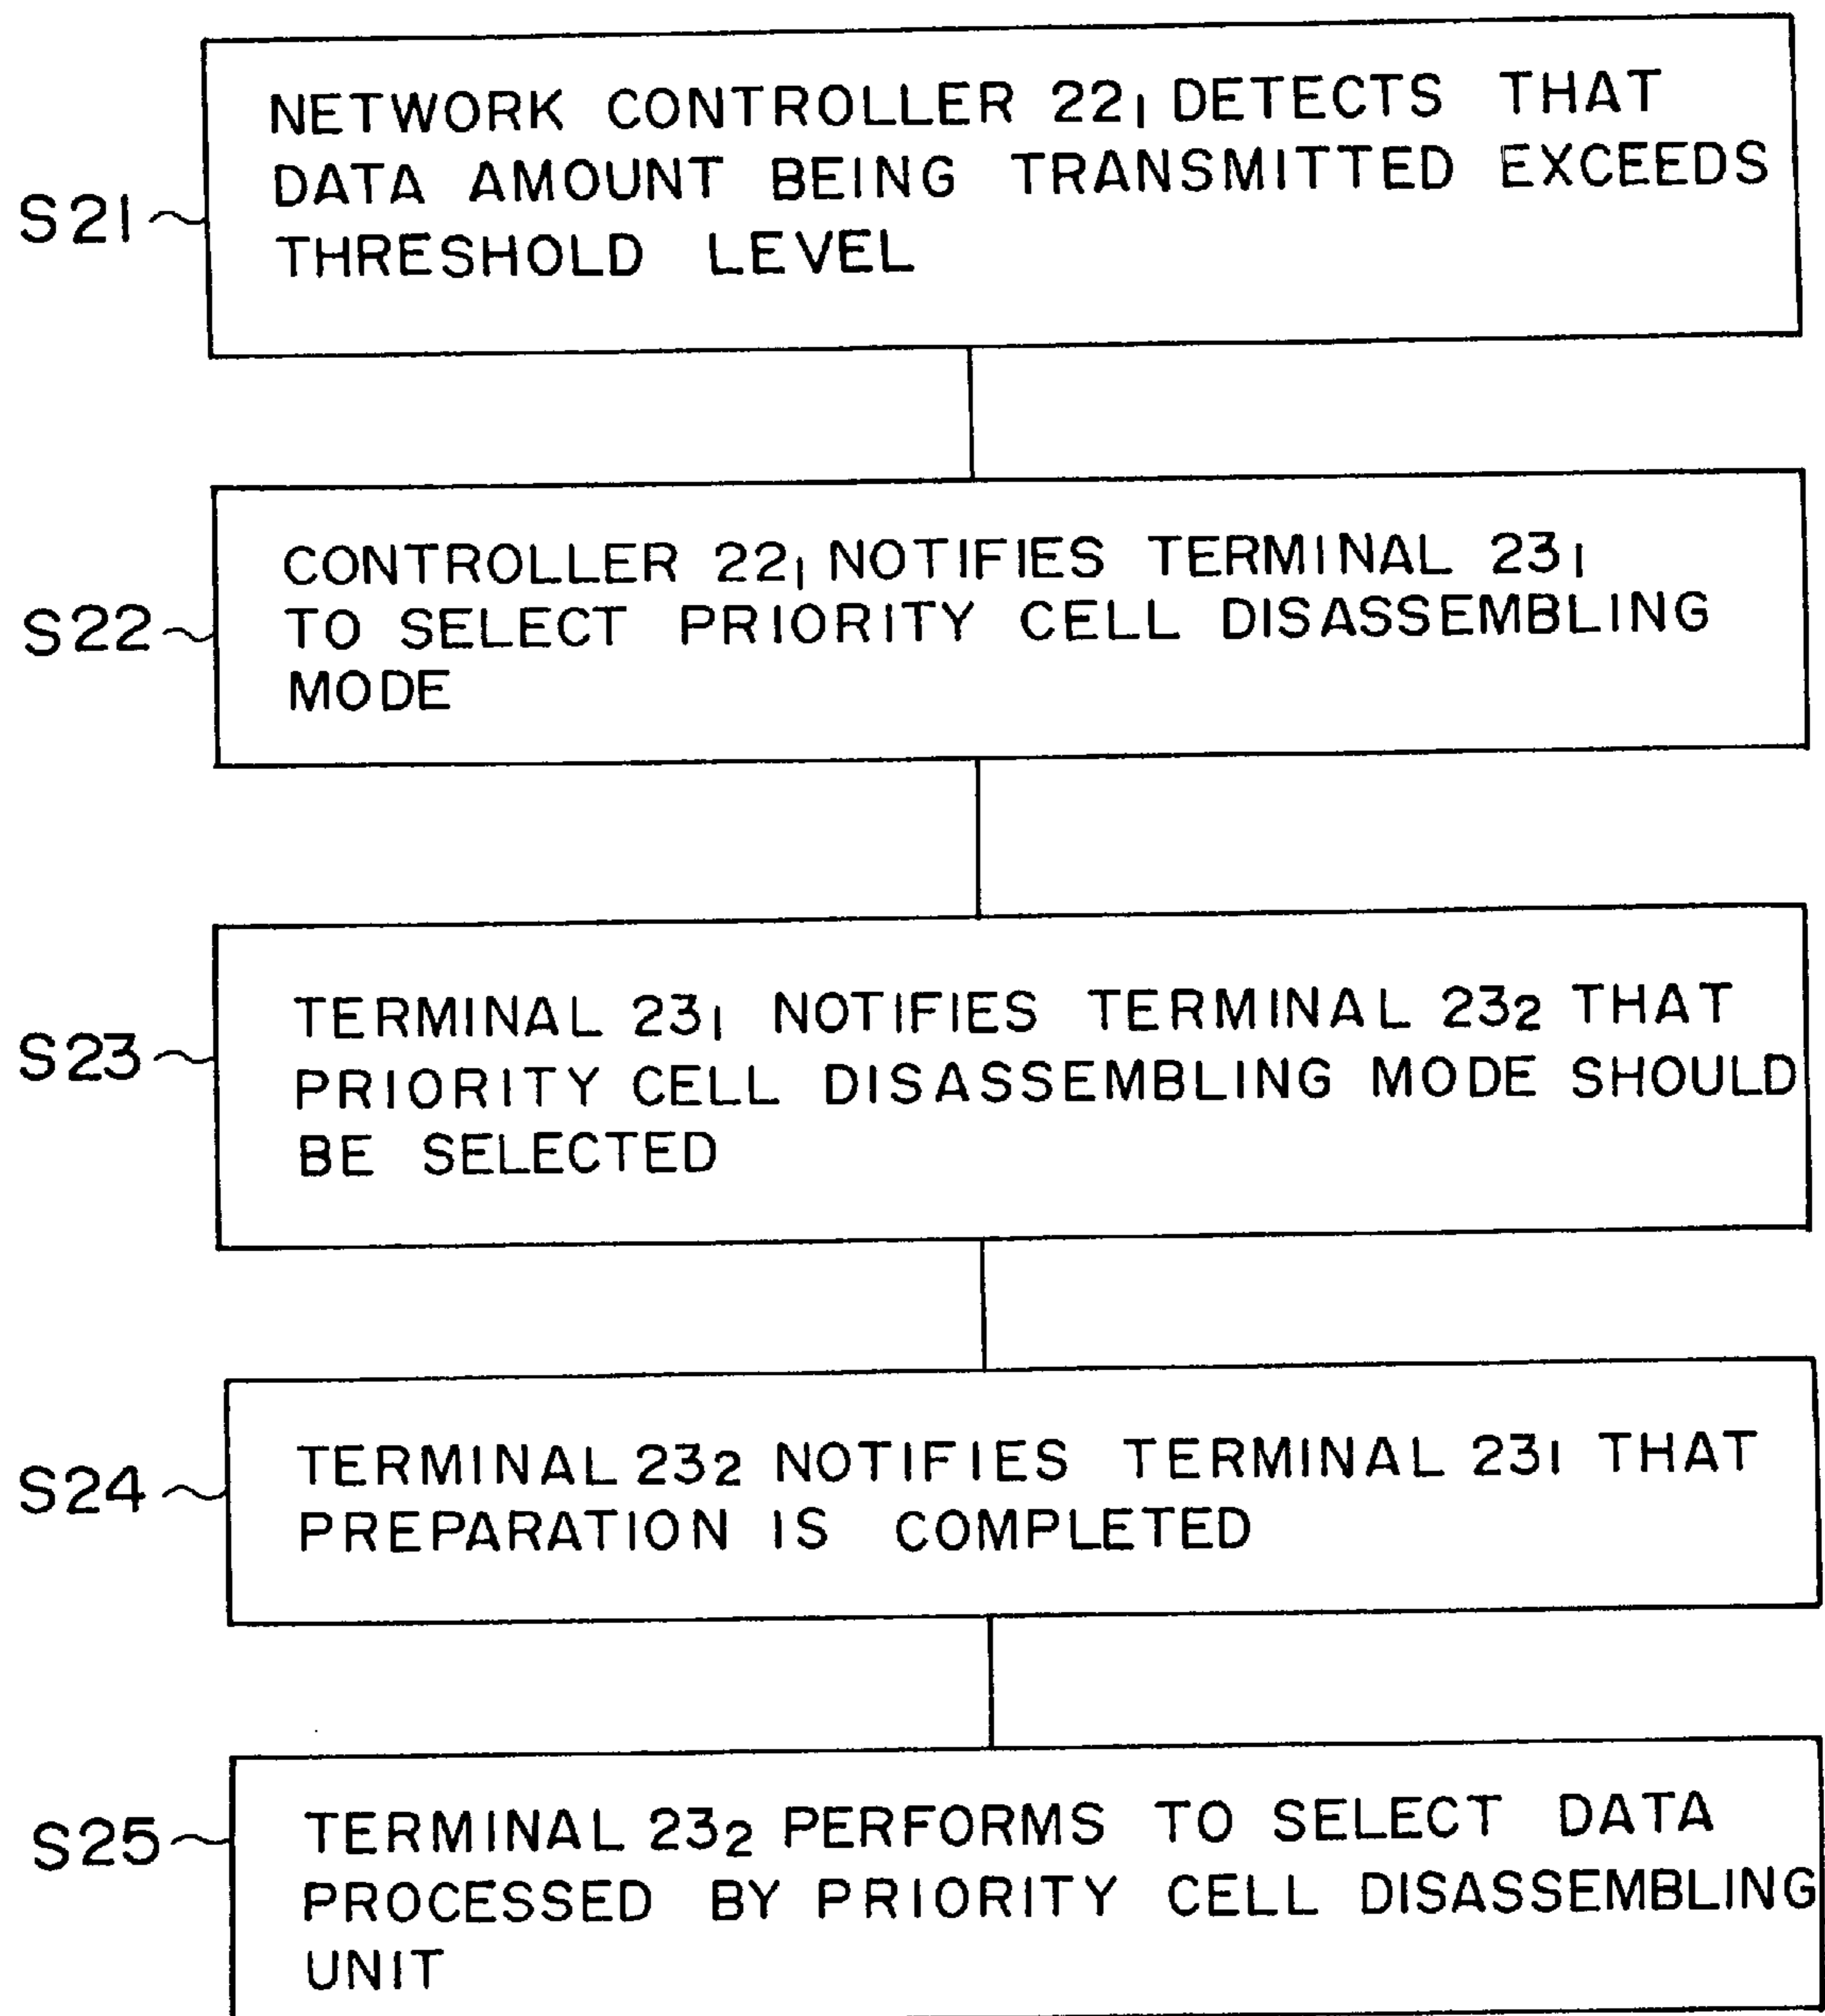 NETWORK CONTROLLER 22₁ DETECTS THAT
DATA AMOUNT BEING TRANSMITTED EXCEEDS
S21
THRESHOLD LEVEL
CONTROLLER 22₁ NOTIFIES TERMINAL 23₁
S22
TO SELECT PRIORITY CELL DISASSEMBLING
MODE
TERMINAL 23₁ NOTIFIES TERMINAL 23₂ THAT
S23
PRIORITY CELL DISASSEMBLING MODE SHOULD
BE SELECTED
TERMINAL 23₂ NOTIFIES TERMINAL 23₁ THAT
S24
PREPARATION IS COMPLETED
TERMINAL 23₂ PERFORMS TO SELECT DATA
S25
PROCESSED BY PRIORITY CELL DISASSEMBLING
UNIT